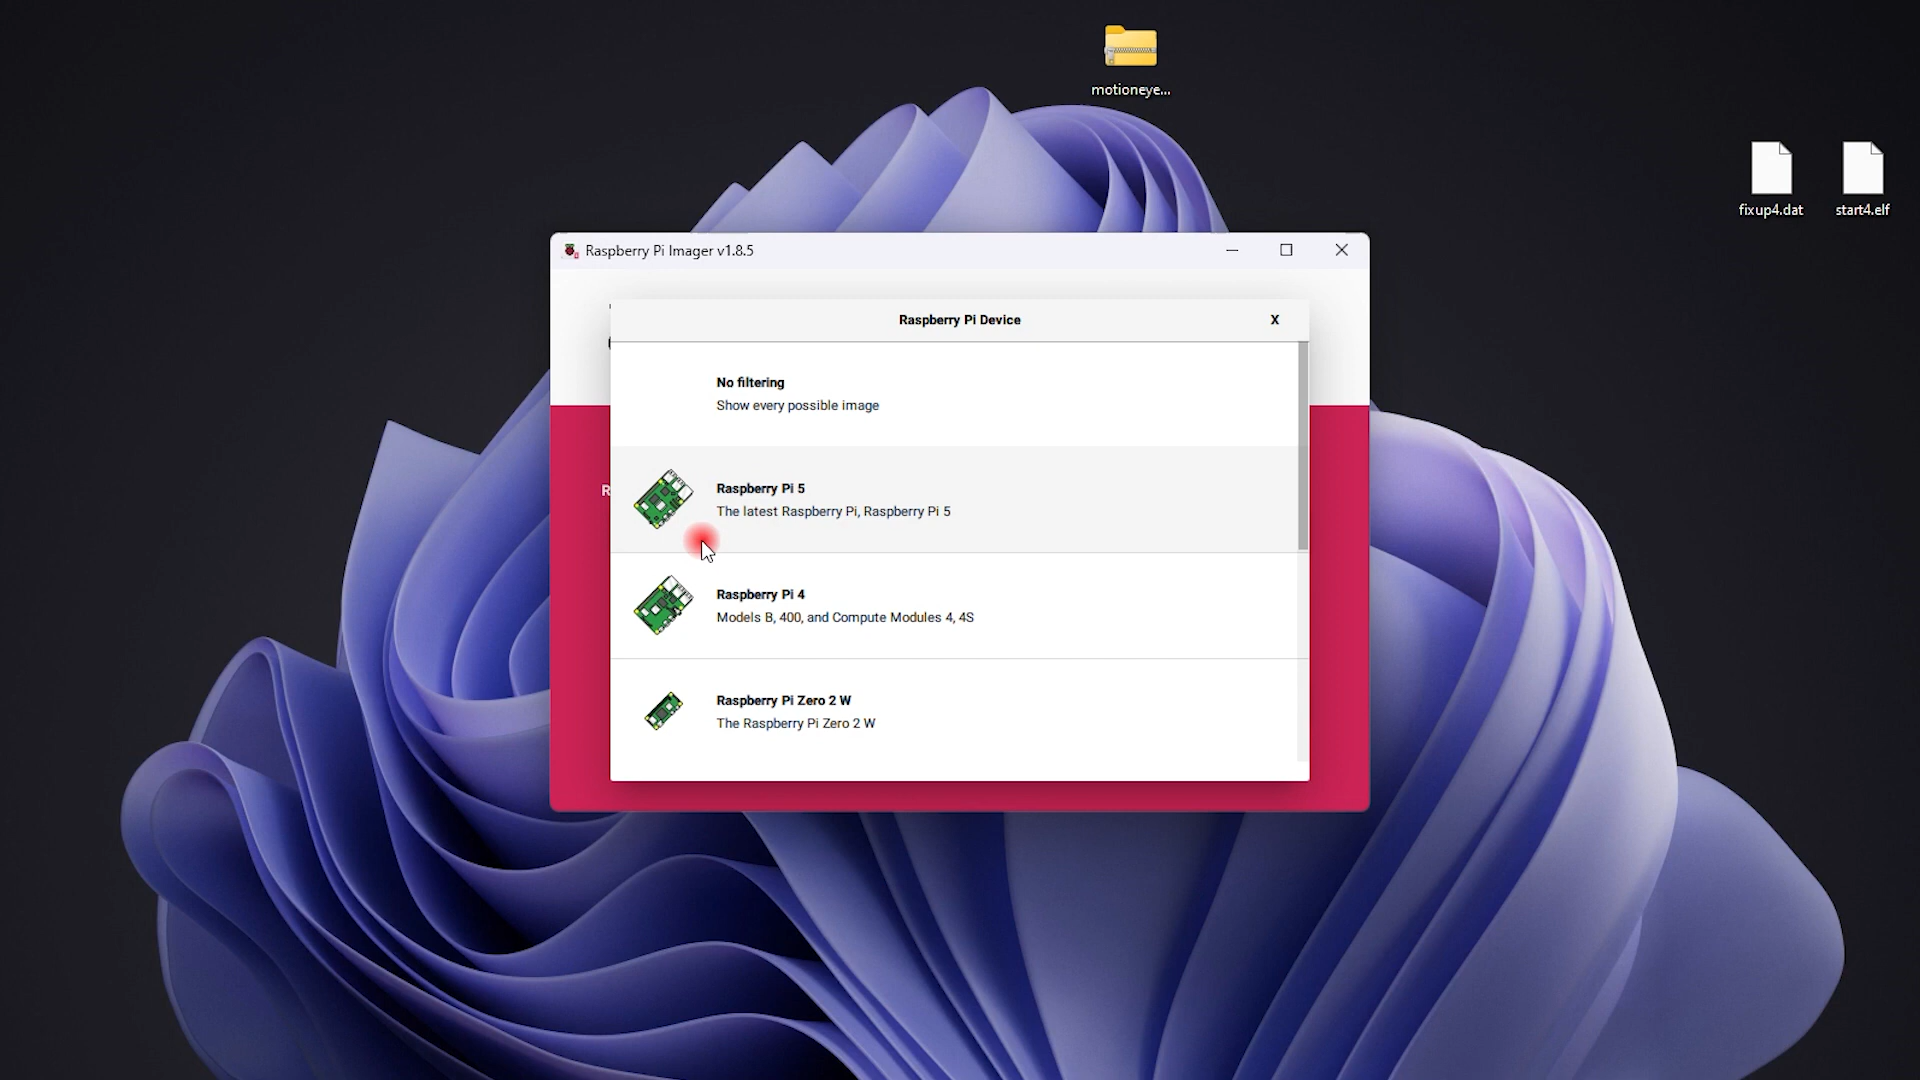 motioneye...
fixup4.dat
start4.elf
Raspberry Pi Imager v1.8.5
Raspberry Pi Device
X
No filtering
Show every possible image
R
Raspberry Pi 5
The latest Raspberry Pi, Raspberry Pi 5
Raspberry Pi 4
Models B, 400, and Compute Modules 4, 4S
Raspberry Pi Zero 2 W
The Raspberry Pi Zero 2 W